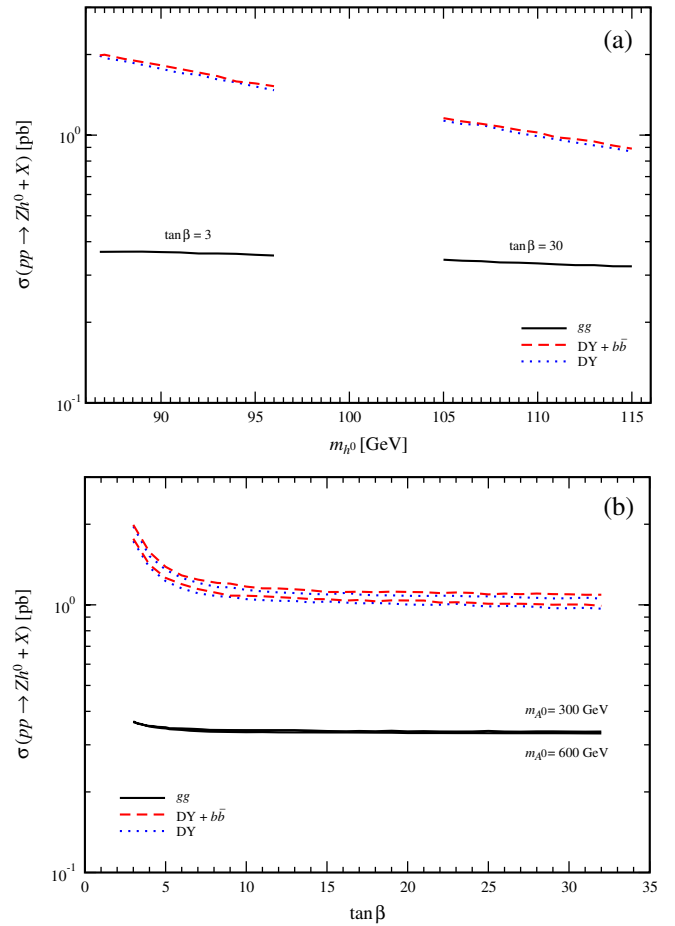 (a)
10⁰
10⁻¹
σ (pp → Zh⁰ + X) [pb]
tan β = 3
tan β = 30
gg
DY + bb̄
DY
90 95 100 105 110 115
m_h⁰ [GeV]
(b)
10⁰
10⁻¹
σ (pp → Zh⁰ + X) [pb]
m_A⁰= 300 GeV
m_A⁰= 600 GeV
gg
DY + bb̄
DY
0 5 10 15 20 25 30 35
tan β